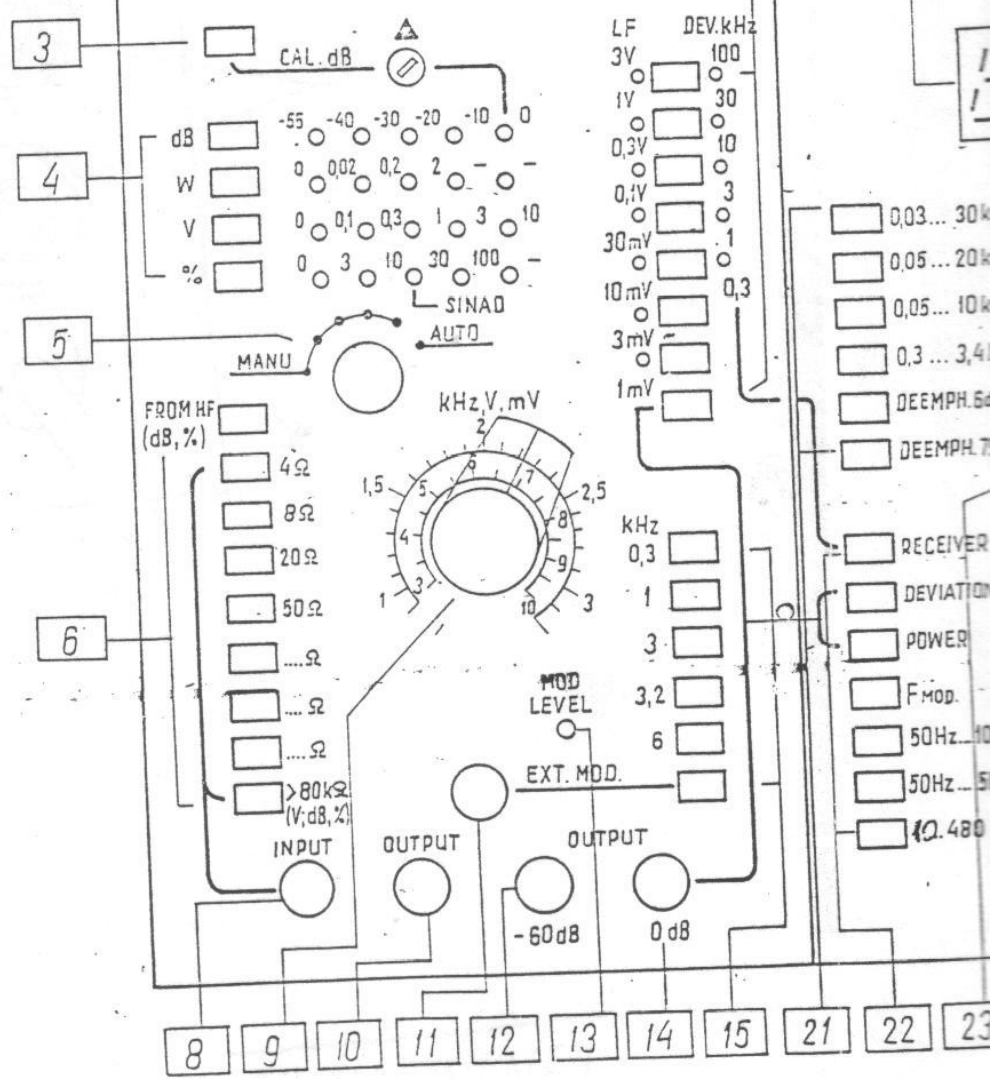 3
CAL. dB
LF DEV.kHz
3V 100
1V 30
0,3V 10
0,1V 3
30mV 1
10mV 0,3
3mV
1mV
4
dB -55 -40 -30 -20 -10 0
W 0 0,02 0,2 2 - -
V 0 0,1 0,3 1 3 10
% 0 3 10 30 100 -
SINAD
5
MANU
AUTO
FROM HF
(dB, %)
4Ω
8Ω
20Ω
50Ω
....Ω
....Ω
....Ω
>80kΩ
(V; dB, %)
6
kHz, V, mV
1 1,5 2 2,5 3
3 4 5 6 7 8 9 10
kHz
0,3
1
3
3,2
6
MOD
LEVEL
EXT. MOD.
INPUT
OUTPUT
OUTPUT
-60dB
0dB
0,03... 30k
0,05... 20k
0,05... 10k
0,3 ... 3,4
DEEMPH. 6d
DEEMPH. 7
RECEIVER
DEVIATION
POWER
F MOD.
50Hz...10
50Hz...5
480
8 9 10 11 12 13 14 15 21 22 23